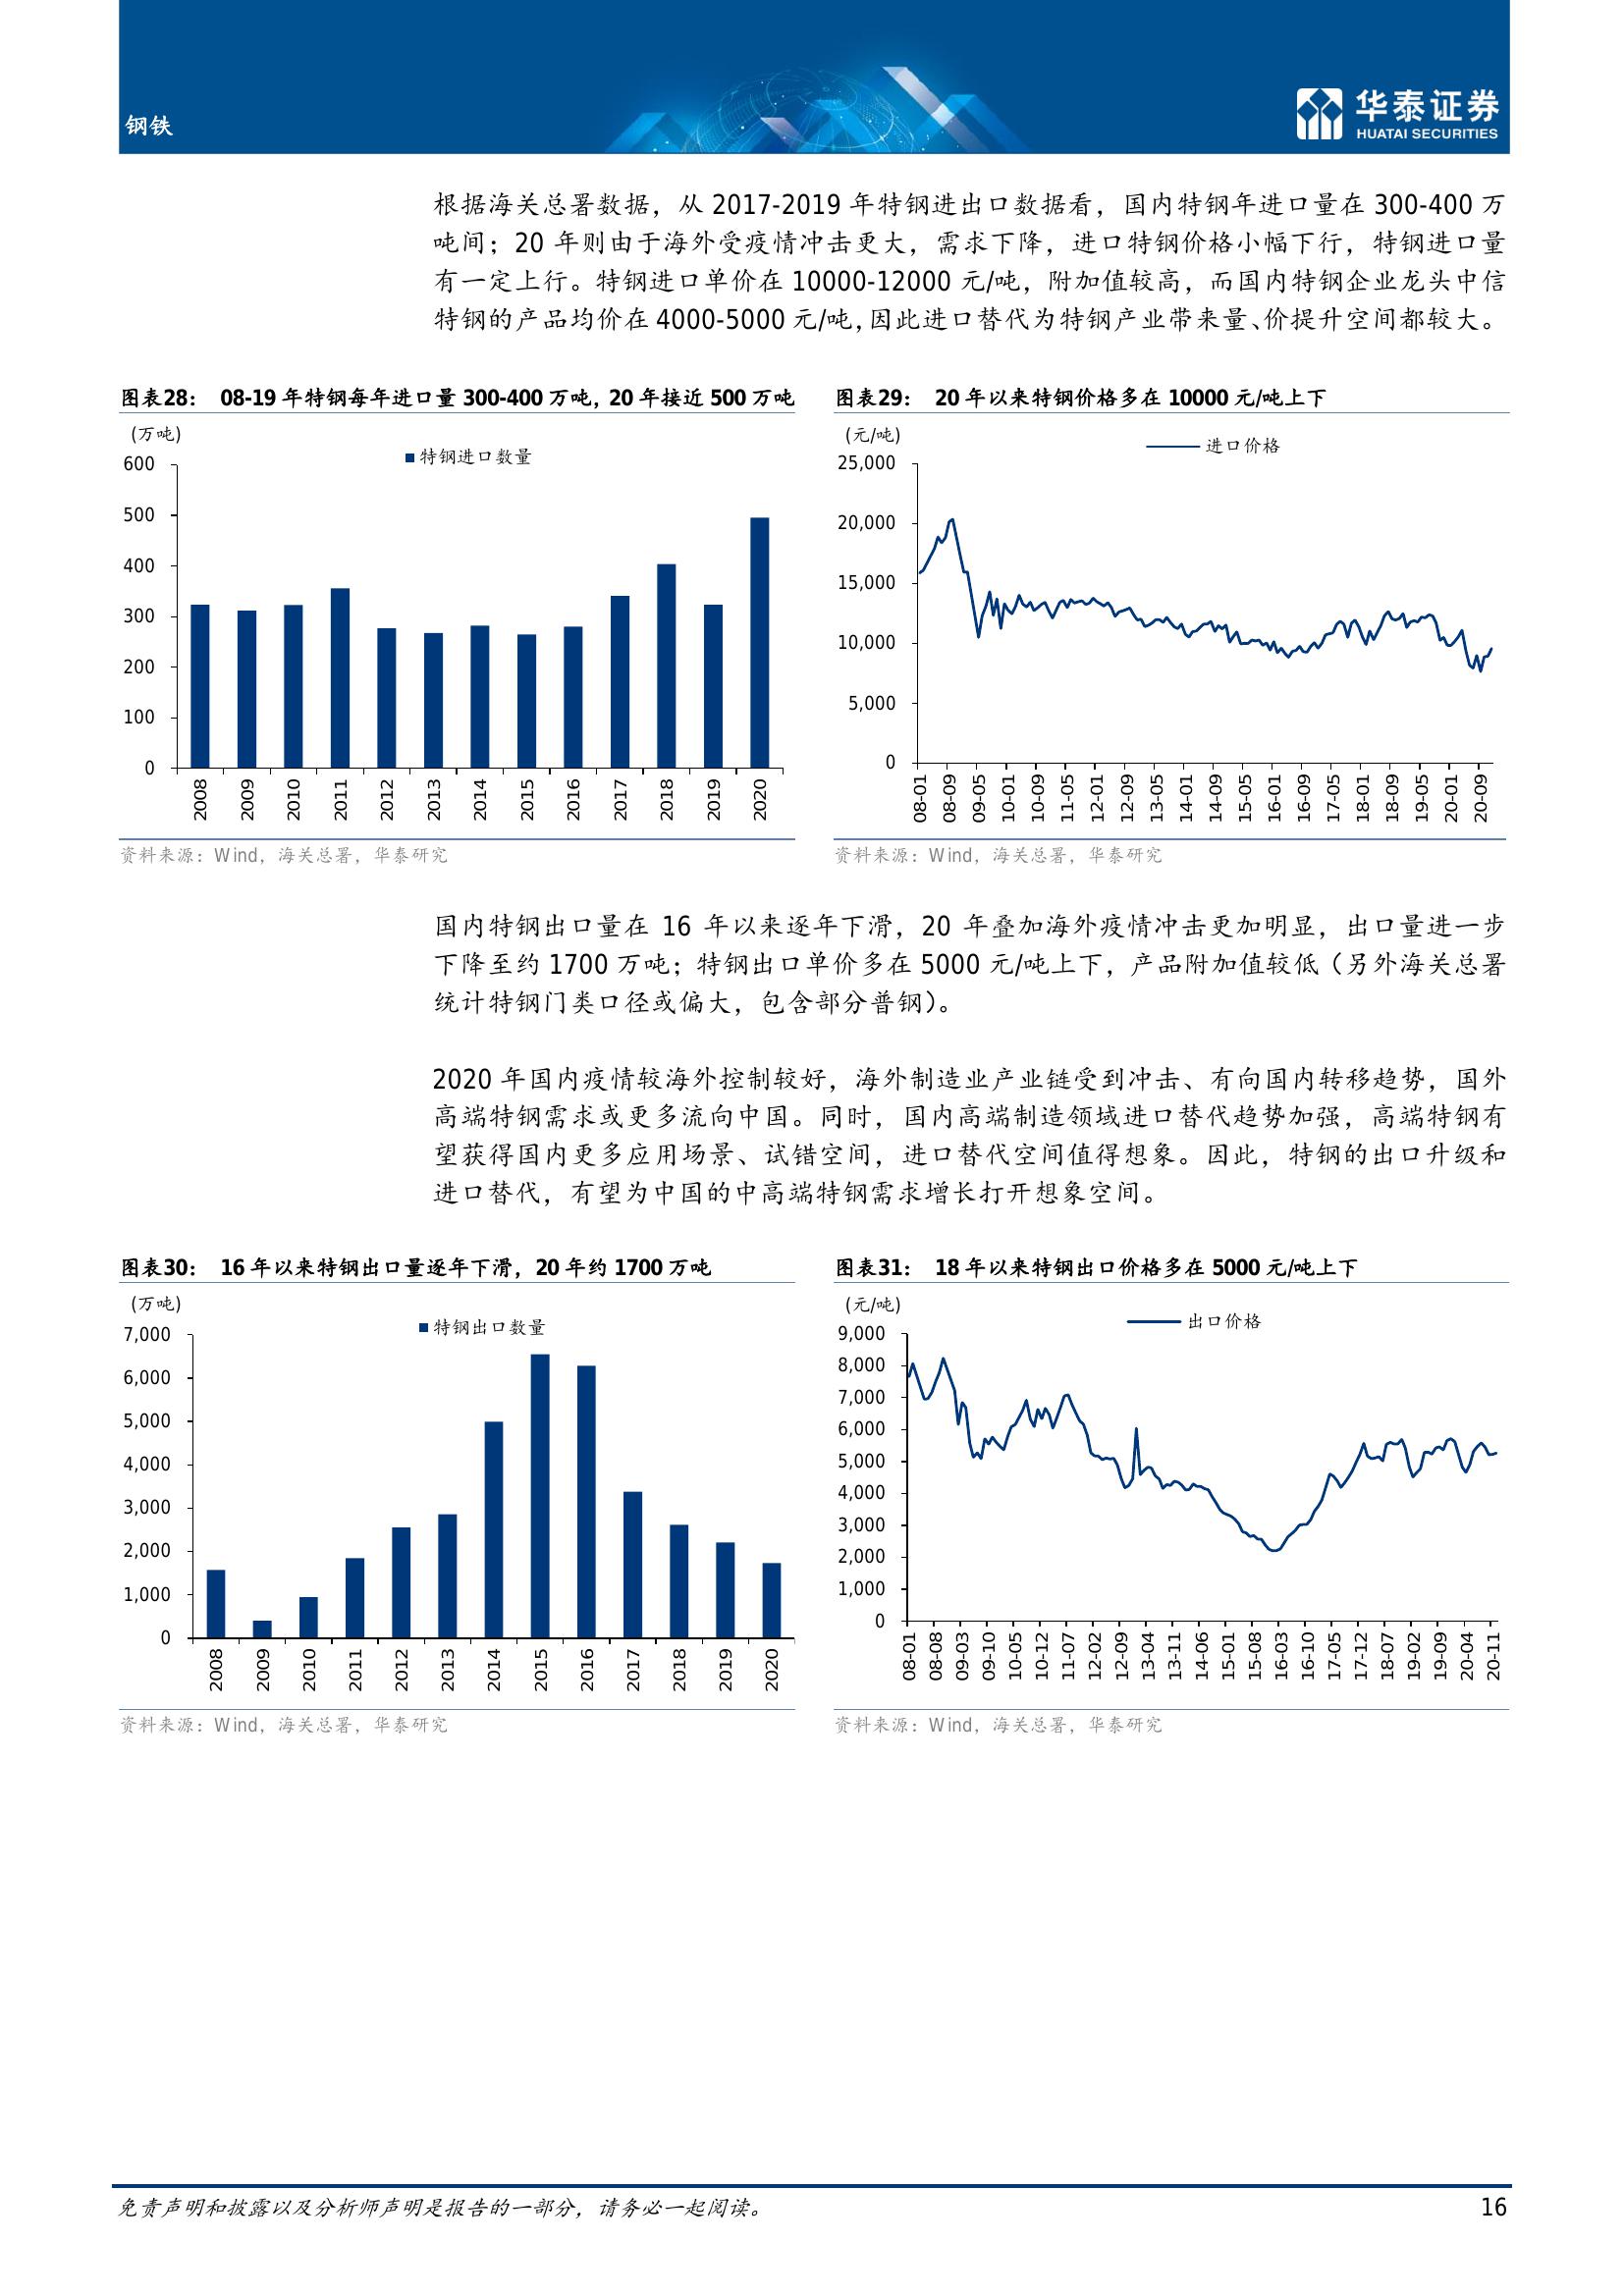 钢铁
华泰证券
HUATAI SECURITIES
根据海关总署数据，从 2017-2019 年特钢进出口数据看，国内特钢年进口量在 300-400 万
吨间；20 年则由于海外受疫情冲击更大，需求下降，进口特钢价格小幅下行，特钢进口量
有一定上行。特钢进口单价在 10000-12000 元/吨，附加值较高，而国内特钢企业龙头中信
特钢的产品均价在 4000-5000 元/吨，因此进口替代为特钢产业带来量、价提升空间都较大。
图表28： 08-19 年特钢每年进口量 300-400 万吨，20 年接近 500 万吨
(万吨)
特钢进口数量
600
500
400
300
200
100
0
2008 2009 2010 2011 2012 2013 2014 2015 2016 2017 2018 2019 2020
资料来源：Wind，海关总署，华泰研究
图表29： 20 年以来特钢价格多在 10000 元/吨上下
(元/吨)
进口价格
25,000
20,000
15,000
10,000
5,000
0
08-01 08-09 09-05 10-01 10-09 11-05 12-01 12-09 13-05 14-01 14-09 15-05 16-01 16-09 17-05 18-01 18-09 19-05 20-01 20-09
资料来源：Wind，海关总署，华泰研究
国内特钢出口量在 16 年以来逐年下滑，20 年叠加海外疫情冲击更加明显，出口量进一步
下降至约 1700 万吨；特钢出口单价多在 5000 元/吨上下，产品附加值较低（另外海关总署
统计特钢门类口径或偏大，包含部分普钢）。
2020 年国内疫情较海外控制较好，海外制造业产业链受到冲击、有向国内转移趋势，国外
高端特钢需求或更多流向中国。同时，国内高端制造领域进口替代趋势加强，高端特钢有
望获得国内更多应用场景、试错空间，进口替代空间值得想象。因此，特钢的出口升级和
进口替代，有望为中国的中高端特钢需求增长打开想象空间。
图表30： 16 年以来特钢出口量逐年下滑，20 年约 1700 万吨
(万吨)
特钢出口数量
7,000
6,000
5,000
4,000
3,000
2,000
1,000
0
2008 2009 2010 2011 2012 2013 2014 2015 2016 2017 2018 2019 2020
资料来源：Wind，海关总署，华泰研究
图表31： 18 年以来特钢出口价格多在 5000 元/吨上下
(元/吨)
出口价格
9,000
8,000
7,000
6,000
5,000
4,000
3,000
2,000
1,000
0
08-01 08-08 09-03 09-10 10-05 10-12 11-07 12-02 12-09 13-04 13-11 14-06 15-01 15-08 16-03 16-10 17-05 17-12 18-07 19-02 19-09 20-04 20-11
资料来源：Wind，海关总署，华泰研究
免责声明和披露以及分析师声明是报告的一部分，请务必一起阅读。
16